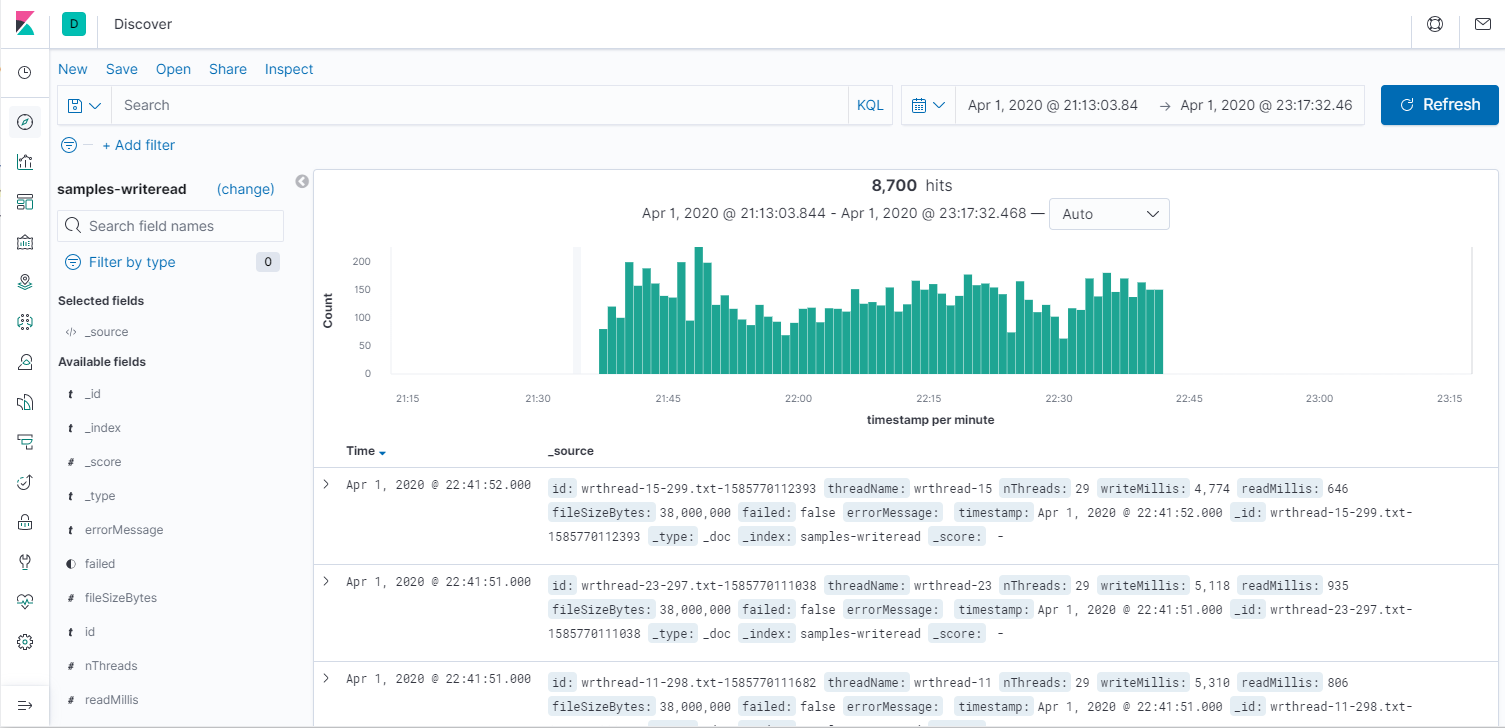 D Discover
New Save Open Share Inspect
Search KQL Apr 1, 2020 @ 21:13:03.84 → Apr 1, 2020 @ 23:17:32.46 Refresh
+ Add filter
samples-writeread (change)
Search field names
Filter by type 0
Selected fields
</> _source
Available fields
t _id
t _index
# _score
t _type
t errorMessage
failed
# fileSizeBytes
t id
# nThreads
# readMillis
8,700 hits
Apr 1, 2020 @ 21:13:03.844 - Apr 1, 2020 @ 23:17:32.468 — Auto
Count
200
150
100
50
0
21:15 21:30 21:45 22:00 22:15 22:30 22:45 23:00 23:15
timestamp per minute
Time _source
Apr 1, 2020 @ 22:41:52.000 id: wrthread-15-299.txt-1585770112393 threadName: wrthread-15 nThreads: 29 writeMillis: 4,774 readMillis: 646
fileSizeBytes: 38,000,000 failed: false errorMessage: timestamp: Apr 1, 2020 @ 22:41:52.000 _id: wrthread-15-299.txt-
1585770112393 _type: _doc _index: samples-writeread _score: -
Apr 1, 2020 @ 22:41:51.000 id: wrthread-23-297.txt-1585770111038 threadName: wrthread-23 nThreads: 29 writeMillis: 5,118 readMillis: 935
fileSizeBytes: 38,000,000 failed: false errorMessage: timestamp: Apr 1, 2020 @ 22:41:51.000 _id: wrthread-23-297.txt-
1585770111038 _type: _doc _index: samples-writeread _score: -
Apr 1, 2020 @ 22:41:51.000 id: wrthread-11-298.txt-1585770111682 threadName: wrthread-11 nThreads: 29 writeMillis: 5,310 readMillis: 806
fileSizeBytes: 38,000,000 failed: false errorMessage: timestamp: Apr 1, 2020 @ 22:41:51.000 _id: wrthread-11-298.txt-